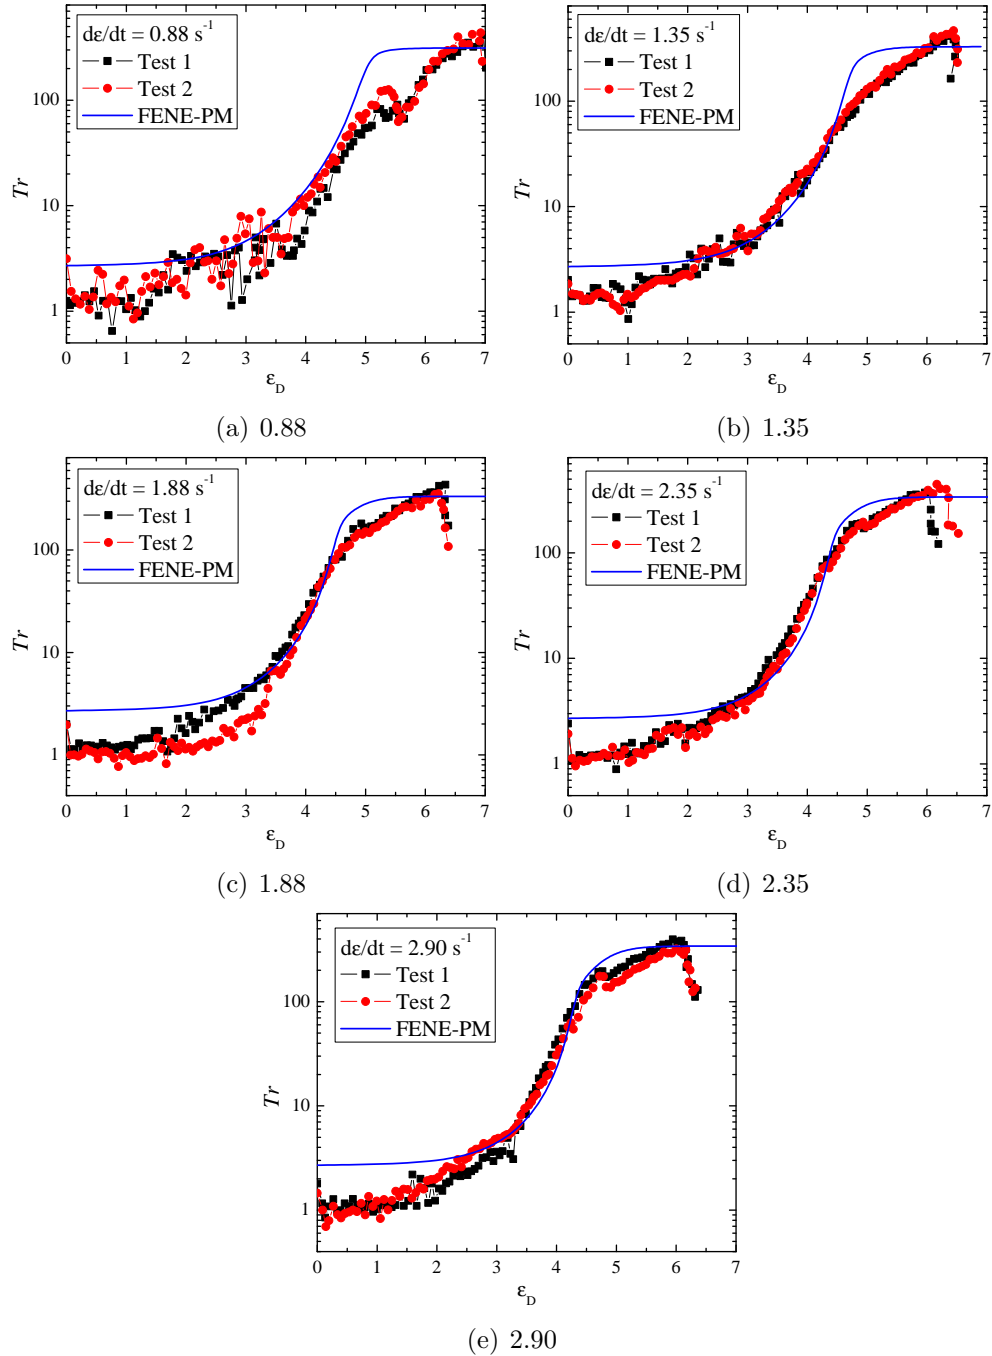 dε/dt = 0.88 s⁻¹
Test 1
Test 2
FENE-PM
100
10
1
Tr
0 1 2 3 4 5 6 7
ε_D
(a) 0.88
dε/dt = 1.35 s⁻¹
Test 1
Test 2
FENE-PM
100
10
1
Tr
0 1 2 3 4 5 6 7
ε_D
(b) 1.35
dε/dt = 1.88 s⁻¹
Test 1
Test 2
FENE-PM
100
10
1
Tr
0 1 2 3 4 5 6 7
ε_D
(c) 1.88
dε/dt = 2.35 s⁻¹
Test 1
Test 2
FENE-PM
100
10
1
Tr
0 1 2 3 4 5 6 7
ε_D
(d) 2.35
dε/dt = 2.90 s⁻¹
Test 1
Test 2
FENE-PM
100
10
1
Tr
0 1 2 3 4 5 6 7
ε_D
(e) 2.90